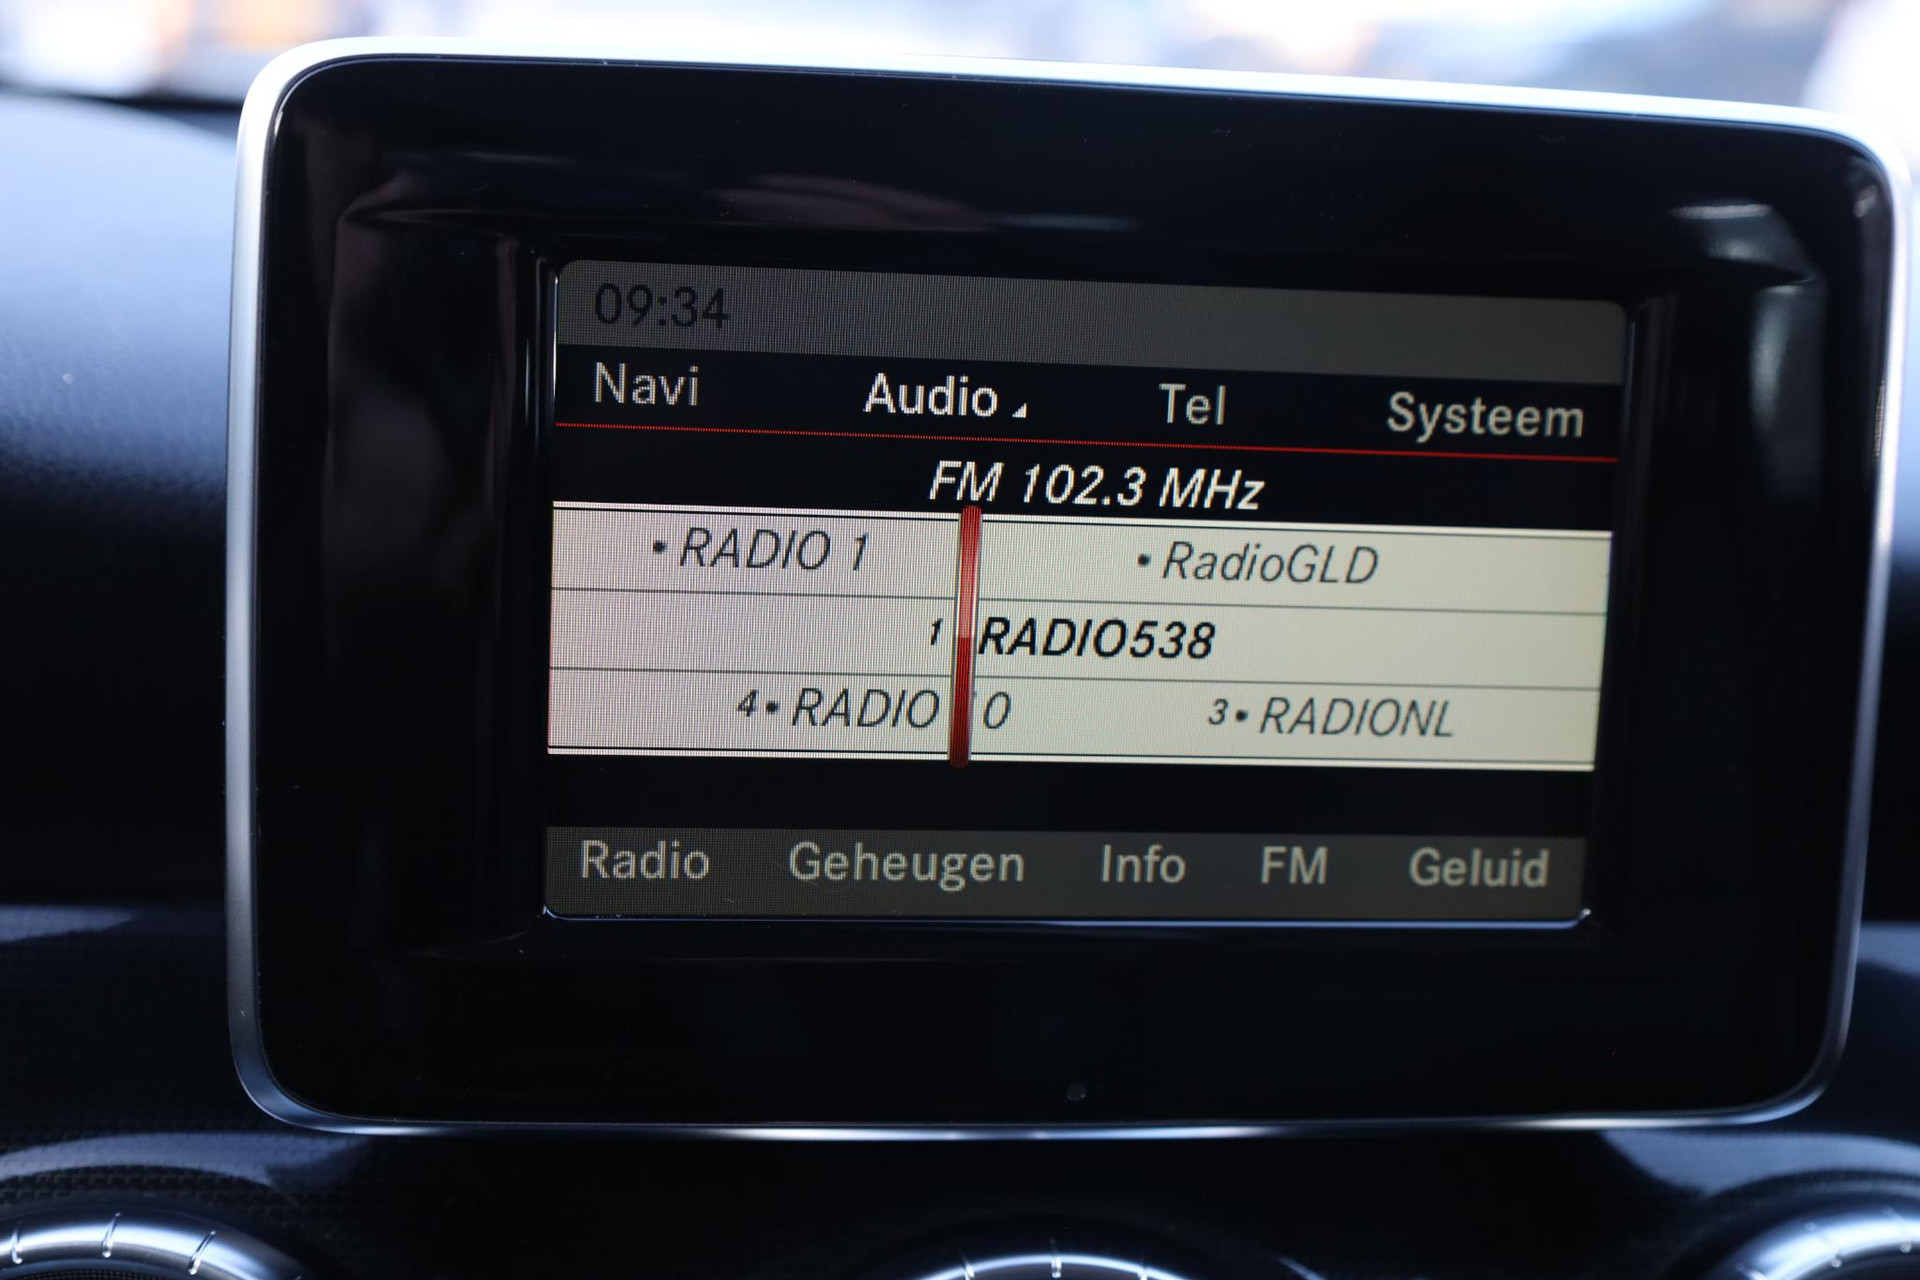 09:34
Navi Audio Tel Systeem
FM 102.3 MHz
• RADIO 1 • RadioGLD
1 RADIO538
4• RADIO 0 3• RADIONL
Radio Geheugen Info FM Geluid